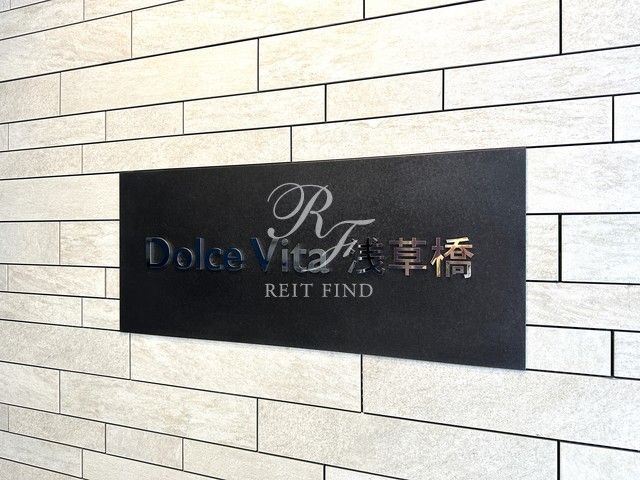 Dolce Vita 浅草橋
RF
REIT FIND